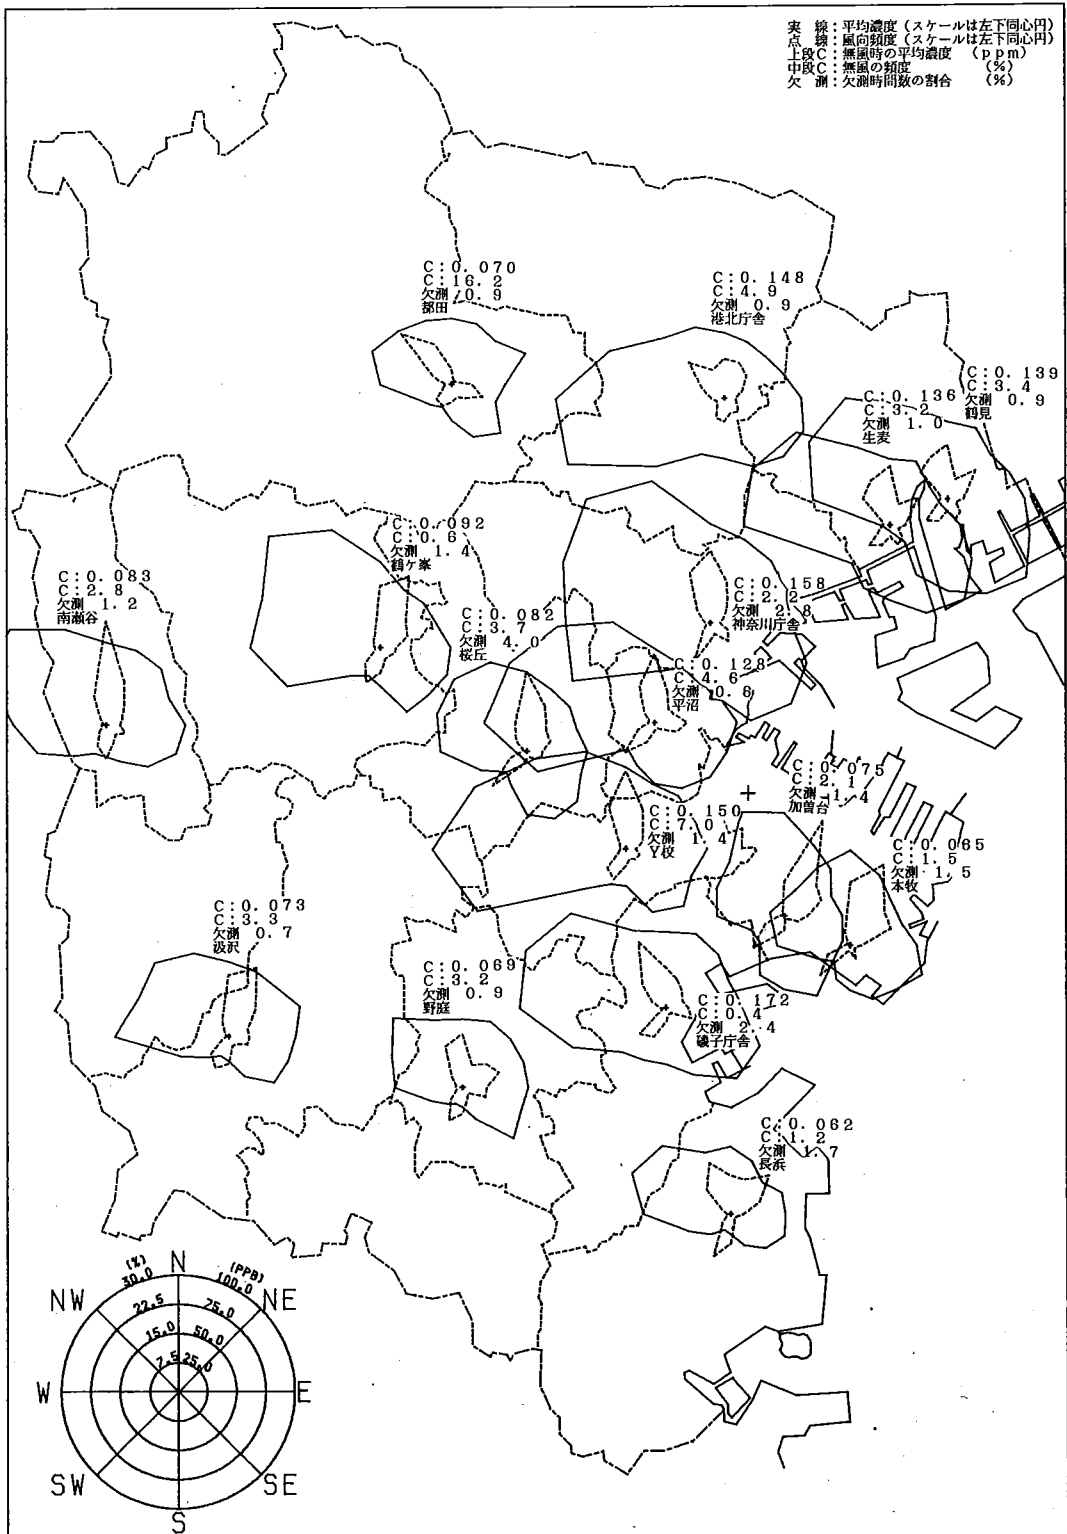 実　線：平均濃度（スケールは左下同心円）
点　線：風向頻度（スケールは左下同心円）
上段C：無風時の平均濃度　（ｐｐｍ）
中段C：無風の頻度　（％）
欠　測：欠測時間数の割合　（％）
C：0．070
C：16．2
欠測　0．9
都田
C：0．148
C：4．9
欠測　0．9
港北庁舎
C：0．139
C：3．4
欠測　0．9
鶴見
C：0．136
C：3．2
欠測　1．0
生麦
C：0．092
C：0．6
欠測　1．4
鶴ヶ峯
C：0．083
C：2．8
欠測　1．2
南瀬谷
C：0．082
C：3．7
欠測　4．0
桜丘
C：0．158
C：2．2
欠測　2．8
神奈川庁舎
C：0．128
C：4．6
欠測　0．6
平沼
C：0．075
C：2．1
欠測　1．4
加曽台
C：0．150
C：7．0
欠測　1．4
Y校
C：0．065
C：1．5
欠測　1．5
本牧
C：0．073
C：3．3
欠測　0．7
汲沢
C：0．069
C：3．2
欠測　0．9
野庭
C：0．172
C：0．4
欠測　2．4
磯子庁舎
C：0．062
C：1．2
欠測　1．7
長浜
(%) N (PPB)
30.0 100.0
NW 22.5 75.0 NE
15.0 50.0
7.5 25.0
W E
SW SE
S